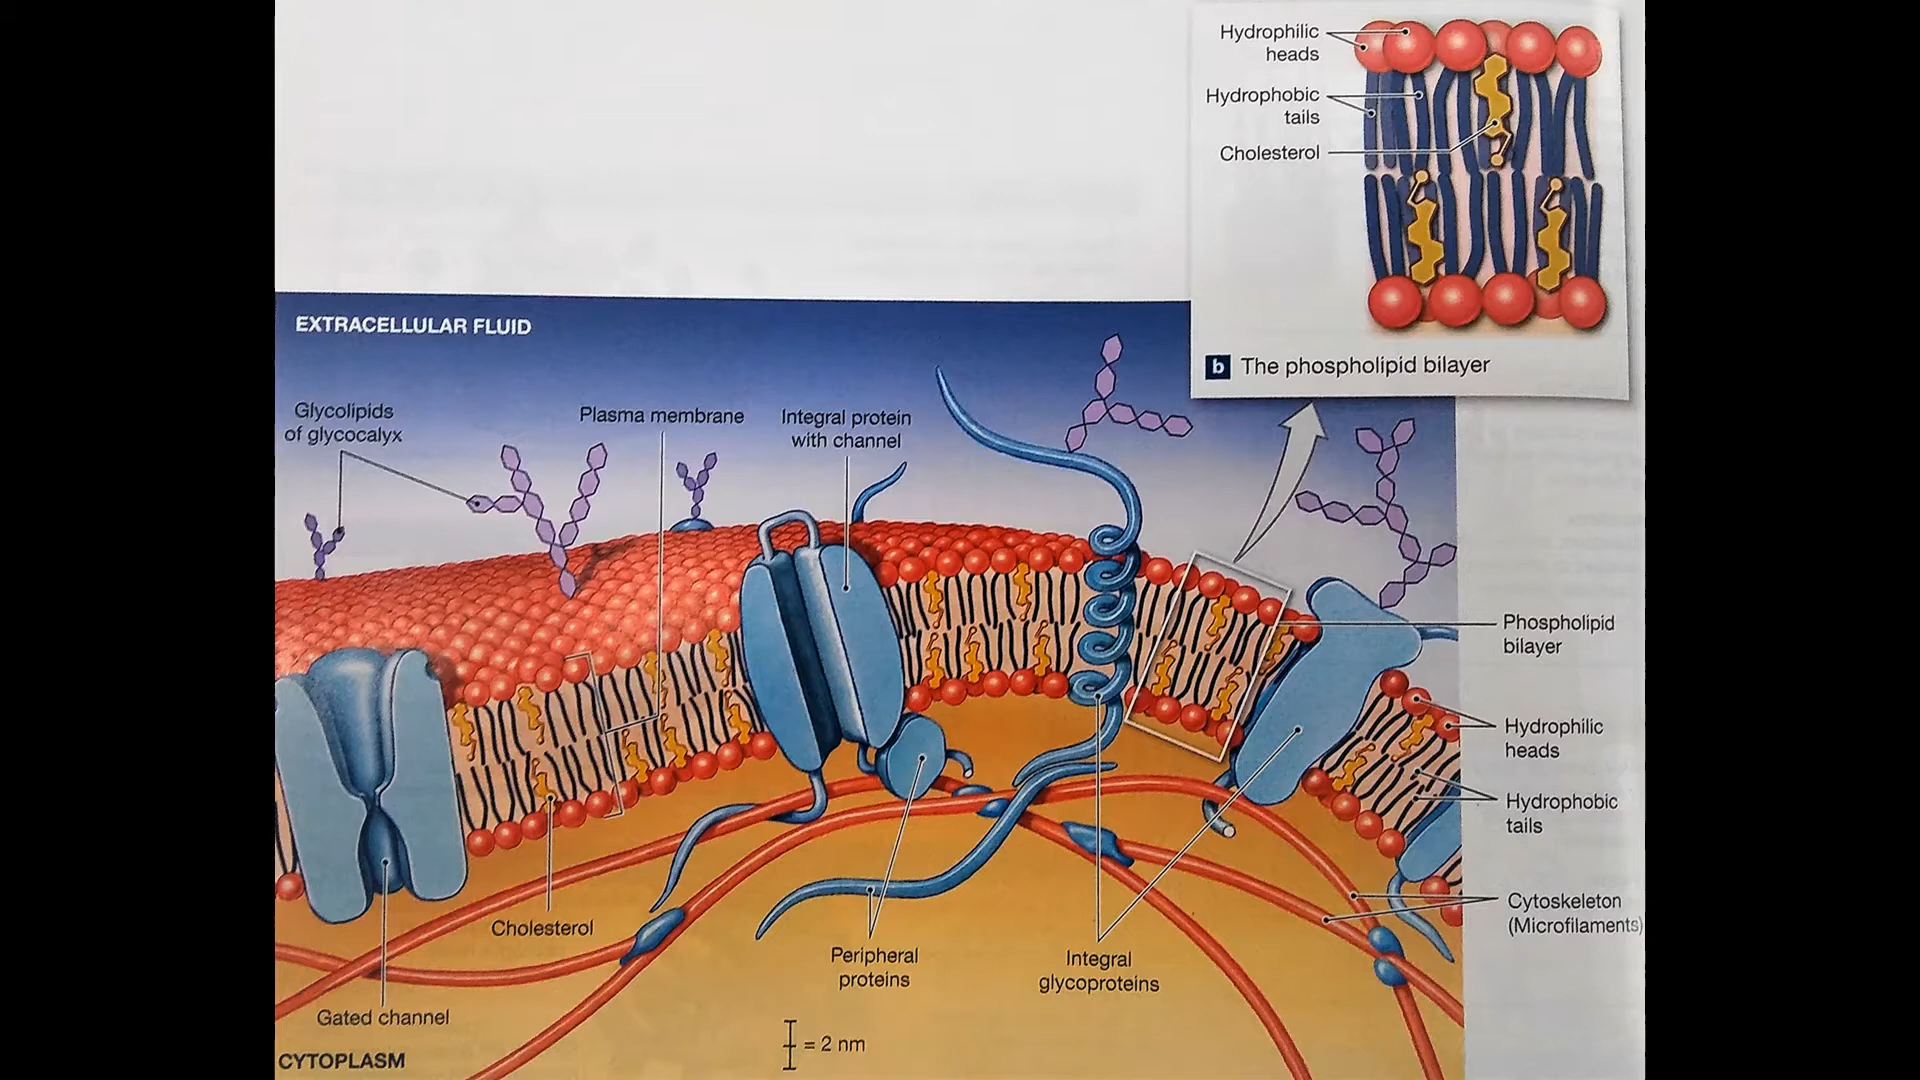 Hydrophilic
heads
Hydrophobic
tails
Cholesterol
b The phospholipid bilayer
EXTRACELLULAR FLUID
Glycolipids
of glycocalyx
Plasma membrane
Integral protein
with channel
Phospholipid
bilayer
Hydrophilic
heads
Hydrophobic
tails
Cytoskeleton
(Microfilaments)
Cholesterol
Peripheral
proteins
Integral
glycoproteins
Gated channel
= 2 nm
CYTOPLASM